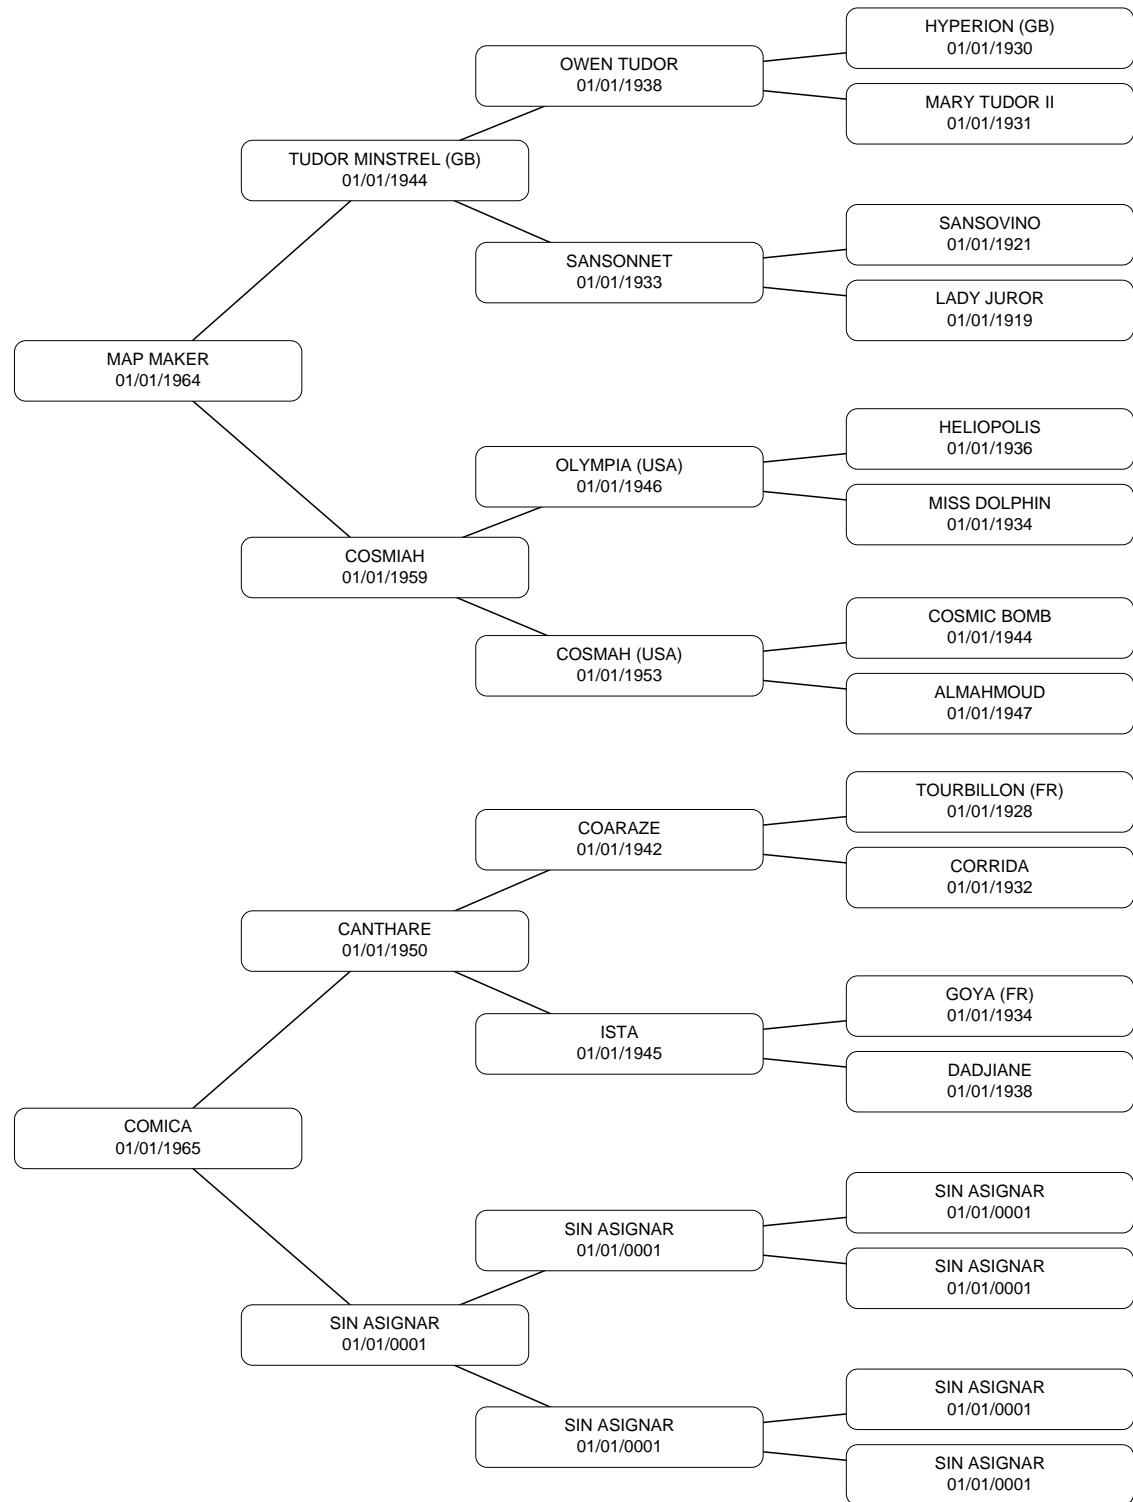 HYPERION (GB)
01/01/1930
OWEN TUDOR
01/01/1938
MARY TUDOR II
01/01/1931
TUDOR MINSTREL (GB)
01/01/1944
SANSOVINO
01/01/1921
SANSONNET
01/01/1933
LADY JUROR
01/01/1919
MAP MAKER
01/01/1964
HELIOPOLIS
01/01/1936
OLYMPIA (USA)
01/01/1946
MISS DOLPHIN
01/01/1934
COSMIAH
01/01/1959
COSMIC BOMB
01/01/1944
COSMAH (USA)
01/01/1953
ALMAHMOUD
01/01/1947
TOURBILLON (FR)
01/01/1928
COARAZE
01/01/1942
CORRIDA
01/01/1932
CANTHARE
01/01/1950
GOYA (FR)
01/01/1934
ISTA
01/01/1945
DADJIANE
01/01/1938
COMICA
01/01/1965
SIN ASIGNAR
01/01/0001
SIN ASIGNAR
01/01/0001
SIN ASIGNAR
01/01/0001
SIN ASIGNAR
01/01/0001
SIN ASIGNAR
01/01/0001
SIN ASIGNAR
01/01/0001
SIN ASIGNAR
01/01/0001